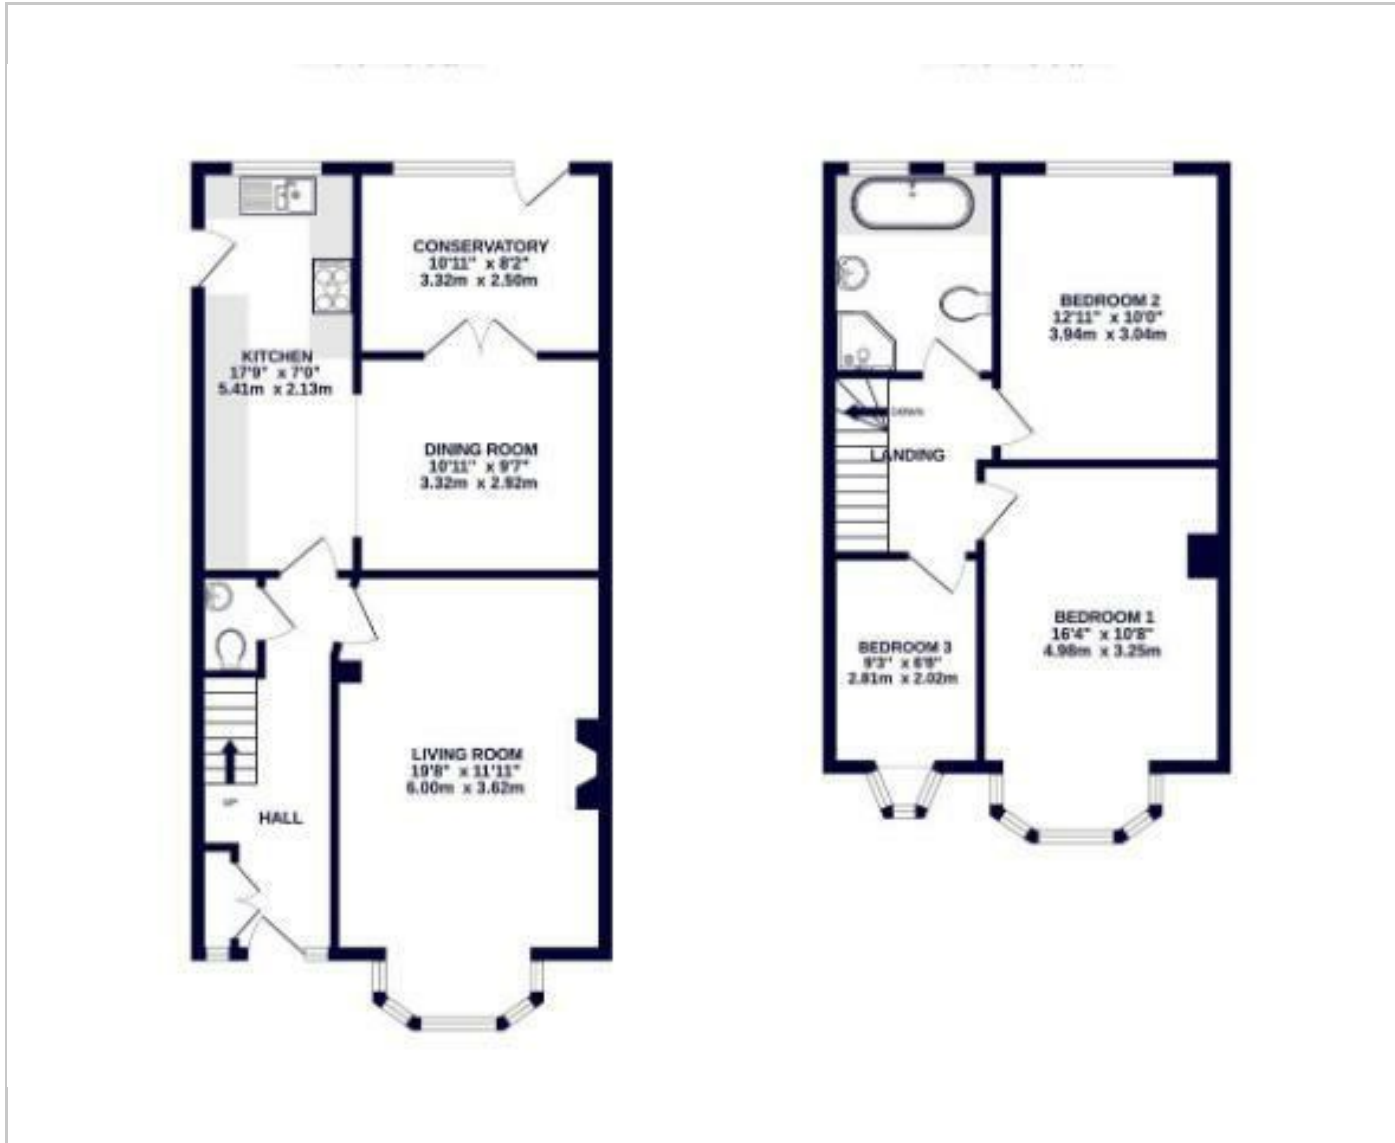 CONSERVATORY
10'11" x 8'2"
3.32m x 2.50m
KITCHEN
17'9" x 7'0"
5.41m x 2.13m
DINING ROOM
10'11" x 9'7"
3.32m x 2.92m
LIVING ROOM
19'8" x 11'11"
6.00m x 3.62m
UP
HALL
BEDROOM 2
12'11" x 10'0"
3.94m x 3.04m
DOWN
LANDING
BEDROOM 1
16'4" x 10'8"
4.98m x 3.25m
BEDROOM 3
9'3" x 6'8"
2.81m x 2.02m